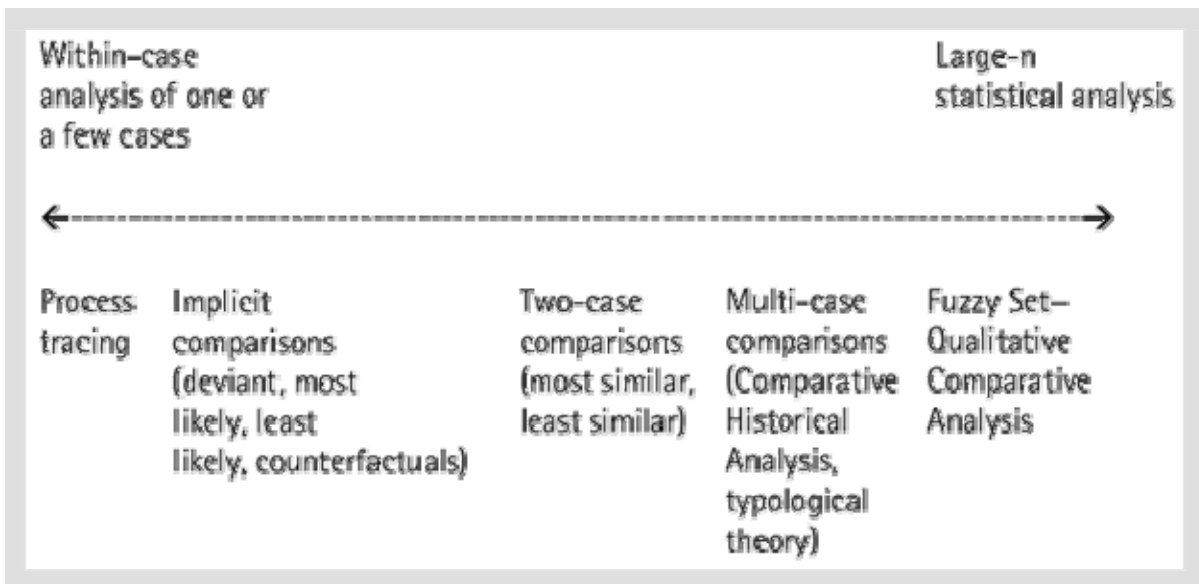 Within-case
analysis of one or
a few cases
Large-n
statistical analysis
Process
tracing
Implicit
comparisons
(deviant, most
likely, least
likely, counterfactuals)
Two-case
comparisons
(most similar,
least similar)
Multi-case
comparisons
(Comparative
Historical
Analysis,
typological
theory)
Fuzzy Set–
Qualitative
Comparative
Analysis